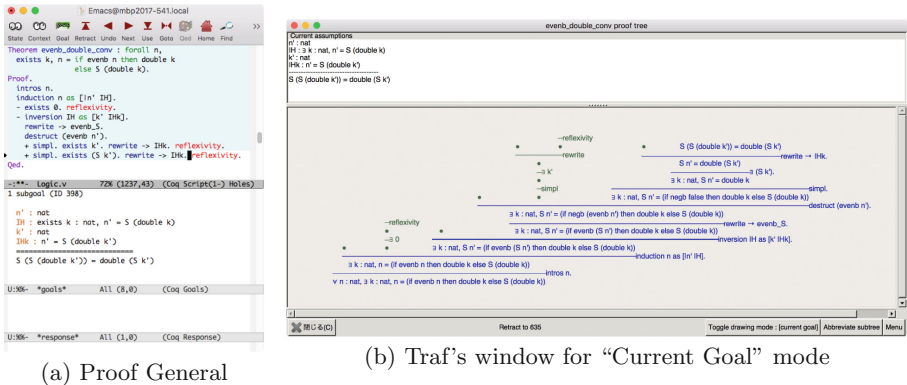 Emacs@mbp2017-541.local
State Context Goal Retract Undo Next Use Goto Qed Home Find >>
Theorem evenb_double_conv : forall n,
exists k, n = if evenb n then double k
else S (double k).
Proof.
intros n.
induction n as [|n' IH].
- exists 0. reflexivity.
- inversion IH as [k' IHk].
rewrite -> evenb_S.
destruct (evenb n').
+ simpl. exists k'. rewrite -> IHk. reflexivity.
+ simpl. exists (S k'). rewrite -> IHk. reflexivity.
Qed.
-:**- Logic.v 72% (1237,43) (Coq Script(1-) Holes)
1 subgoal (ID 398)
n' : nat
IH : exists k : nat, n' = S (double k)
k' : nat
IHk : n' = S (double k')
============================
S (S (double k')) = double (S k')
U:%%- *goals* All (8,0) (Coq Goals)
U:%%- *response* All (1,0) (Coq Response)
(a) Proof General
evenb_double_conv proof tree
Current assumptions
n' : nat
IH : ∃ k : nat, n' = S (double k)
k' : nat
IHk : n' = S (double k')
S (S (double k')) = double (S k')
reflexivity
rewrite
S (S (double k')) = double (S k')
rewrite → IHk.
∃ k'
S n' = double (S k')
∃ (S k').
∃ k : nat, S n' = double k
simpl
simpl.
∃ k : nat, S n' = (if negb false then double k else S (double k))
destruct (evenb n').
reflexivity
∃ k : nat, S n' = (if negb (evenb n') then double k else S (double k))
rewrite → evenb_S.
∃ 0
∃ k : nat, S n' = (if evenb (S n') then double k else S (double k))
inversion IH as [k' IHk].
∃ k : nat, S n' = (if evenb (S n') then double k else S (double k))
induction n as [|n' IH].
∃ k : nat, n = (if evenb n then double k else S (double k))
intros n.
∀ n : nat, ∃ k : nat, n = (if evenb n then double k else S (double k))
閉じる(C) Retract to 635 Toggle drawing mode : [current goal] Abbreviate subtree Menu
(b) Traf's window for “Current Goal” mode